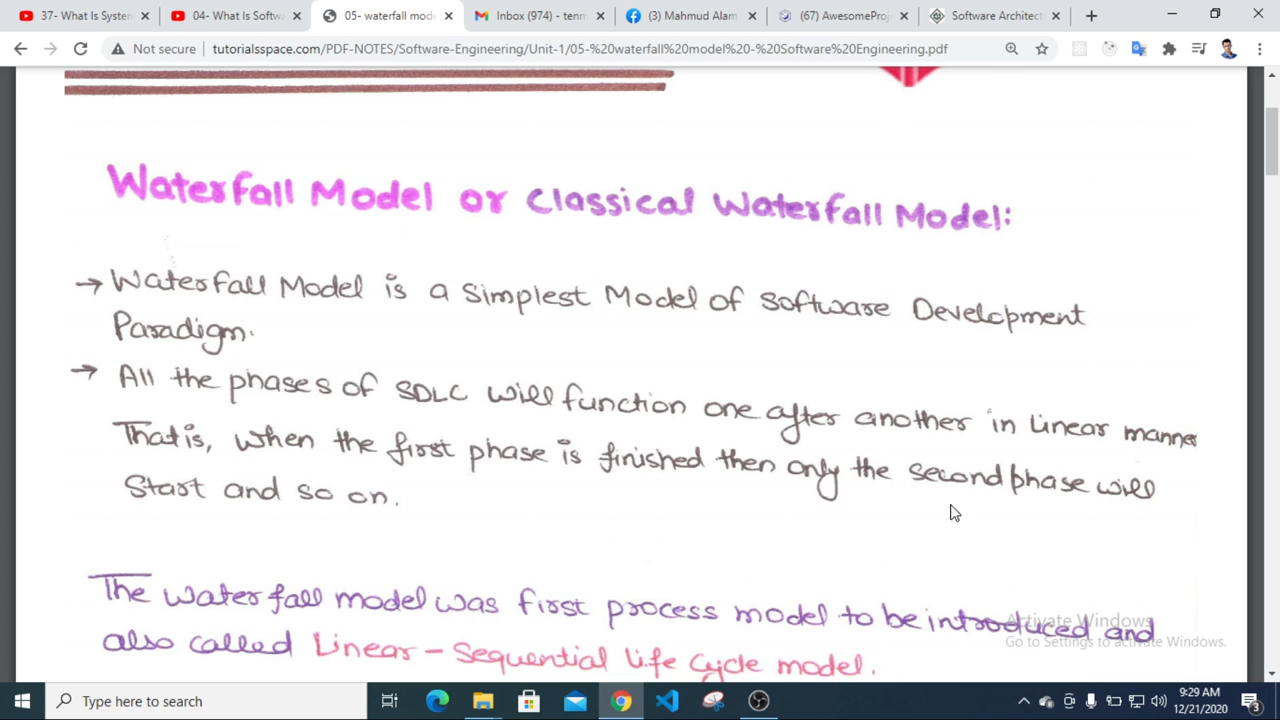 37- What Is System
04- What Is Softwa
05- waterfall mode
Inbox (974) - tenm
(3) Mahmud Alam
(67) AwesomeProj
Software Architect
Not secure | tutorialsspace.com/PDF-NOTES/Software-Engineering/Unit-1/05-%20waterfall%20model%20-%20Software%20Engineering.pdf
Waterfall Model or Classical Waterfall Model:
→ Waterfall Model is a Simplest Model of Software Development
Paradigm.
→ All the phases of SDLC will function one after another in linear manner
That is, when the first phase is finished then only the second phase will
Start and so on.
The waterfall model was first process model to be introduced and
also called Linear - Sequential life cycle model.
Activate Windows
Go to Settings to activate Windows.
Type here to search
9:29 AM
12/21/2020
3